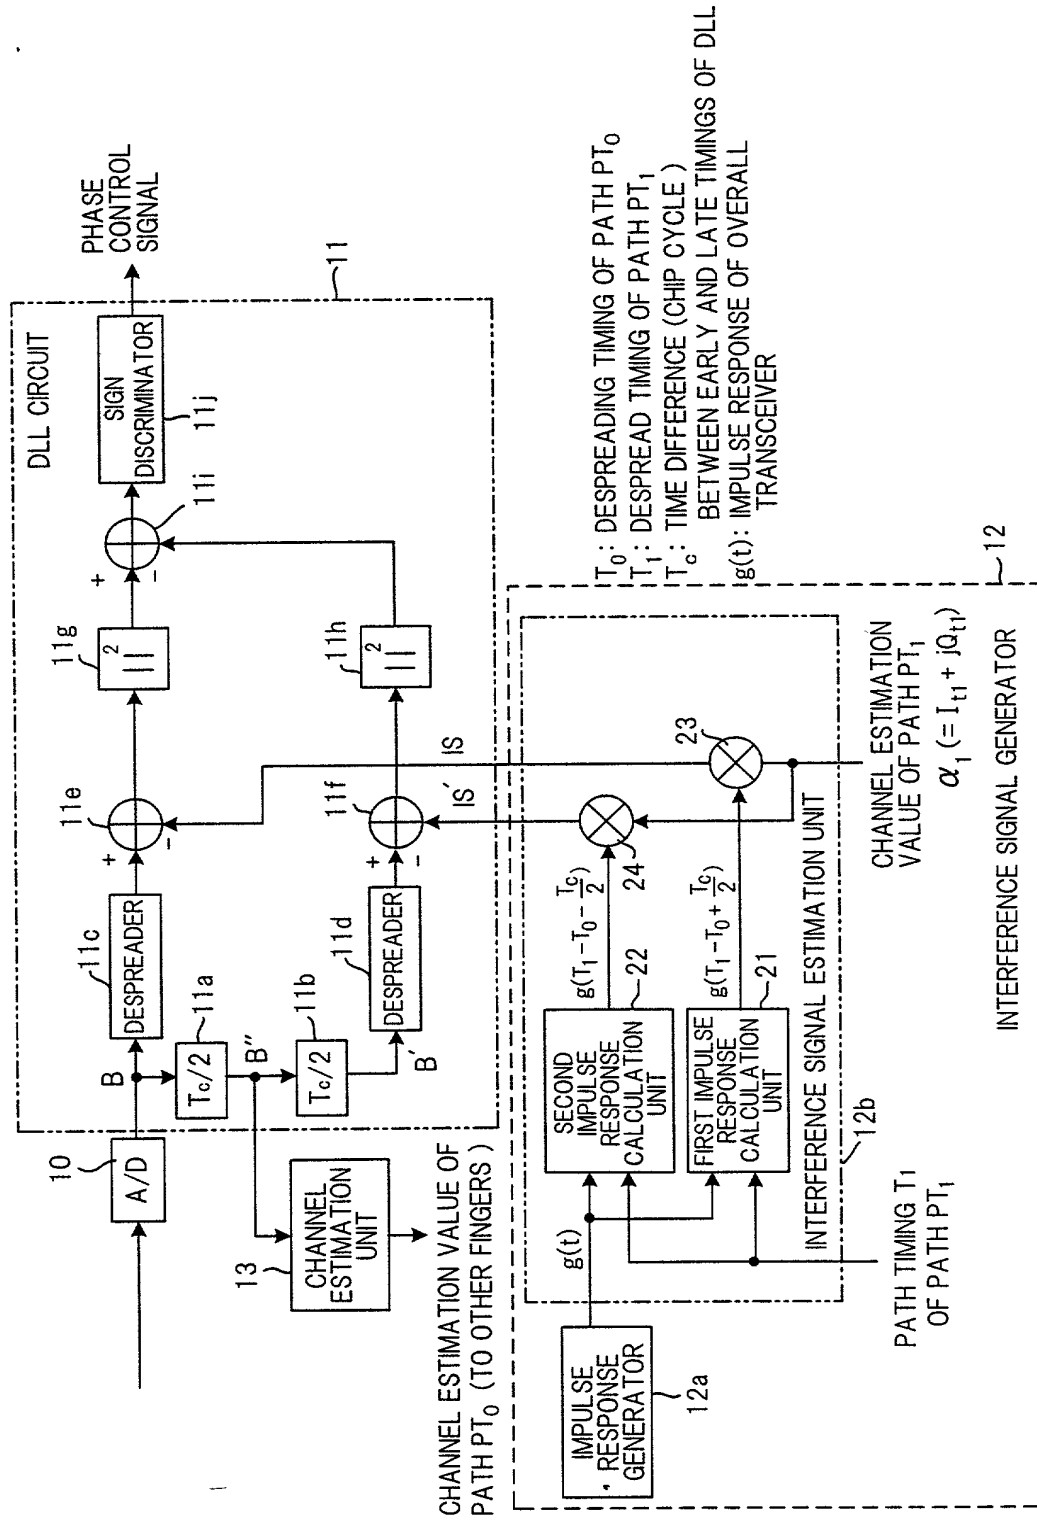 10
A/D
DLL CIRCUIT
11
B
11c
DESPREADER
11e
+
-
11g
| |²
+
-
11i
SIGN
DISCRIMINATOR
11j
PHASE
CONTROL
SIGNAL
11a
Tc/2
B''
11b
Tc/2
B'
11d
DESPREADER
11f
+
-
11h
| |²
IS
IS'
13
CHANNEL
ESTIMATION
UNIT
CHANNEL ESTIMATION VALUE OF
PATH PT0 (TO OTHER FINGERS)
T0: DESPREADING TIMING OF PATH PT0
T1: DESPREAD TIMING OF PATH PT1
Tc: TIME DIFFERENCE (CHIP CYCLE)
BETWEEN EARLY AND LATE TIMINGS OF DLL
g(t): IMPULSE RESPONSE OF OVERALL
TRANSCEIVER
12
IMPULSE
RESPONSE
GENERATOR
12a
g(t)
SECOND
IMPULSE
RESPONSE
CALCULATION
UNIT
22
g(T1-T0-Tc/2)
24
FIRST IMPULSE
RESPONSE
CALCULATION
UNIT
21
g(T1-T0+Tc/2)
23
INTERFERENCE SIGNAL ESTIMATION UNIT
12b
PATH TIMING T1
OF PATH PT1
CHANNEL ESTIMATION
VALUE OF PATH PT1
α1 (= It1 + jQt1)
INTERFERENCE SIGNAL GENERATOR